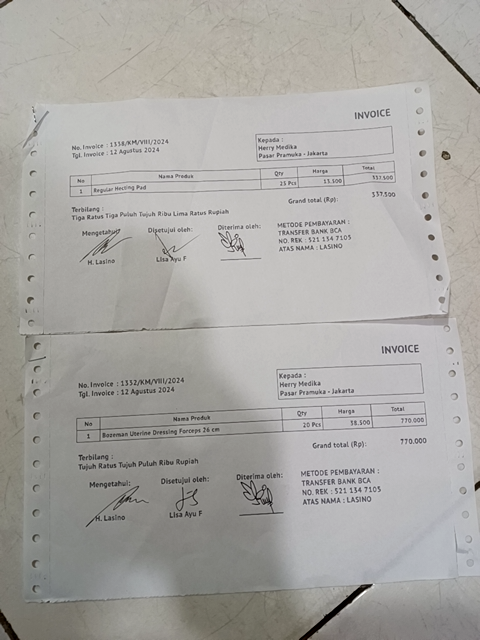 INVOICE
No. Invoice : 1338/KM/VIII/2024
Tgl. Invoice : 12 Agustus 2024
Kepada :
Herry Medika
Pasar Pramuka - Jakarta
No Nama Produk Qty Harga Total
1 Regular Hecting Pad 25 Pcs 13.500 337.500
Grand total (Rp): 337.500
Terbilang :
Tiga Ratus Tiga Puluh Tujuh Ribu Lima Ratus Rupiah
Mengetahui: Disetujui oleh: Diterima oleh:
H. Lasino Lisa Ayu F
METODE PEMBAYARAN :
TRANSFER BANK BCA
NO. REK : 521 134 7105
ATAS NAMA : LASINO
INVOICE
No. Invoice : 1332/KM/VIII/2024
Tgl. Invoice : 12 Agustus 2024
Kepada :
Herry Medika
Pasar Pramuka - Jakarta
No Nama Produk Qty Harga Total
1 Bozeman Uterine Dressing Forceps 26 cm 20 Pcs 38.500 770.000
Grand total (Rp): 770.000
Terbilang :
Tujuh Ratus Tujuh Puluh Ribu Rupiah
Mengetahui: Disetujui oleh: Diterima oleh:
H. Lasino Lisa Ayu F
METODE PEMBAYARAN :
TRANSFER BANK BCA
NO. REK : 521 134 7105
ATAS NAMA : LASINO